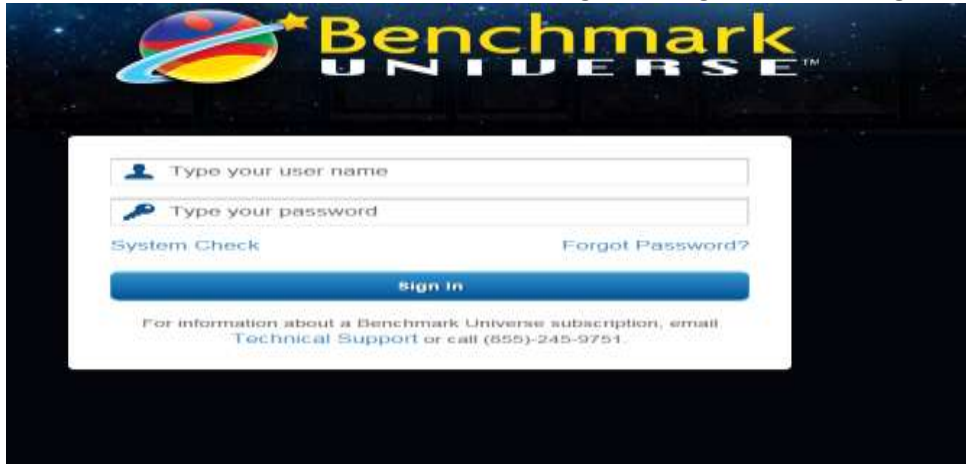 Benchmark
UNIVERSE™
Type your user name
Type your password
System Check
Forgot Password?
Sign In
For information about a Benchmark Universe subscription, email
Technical Support or call (855)-245-9751.